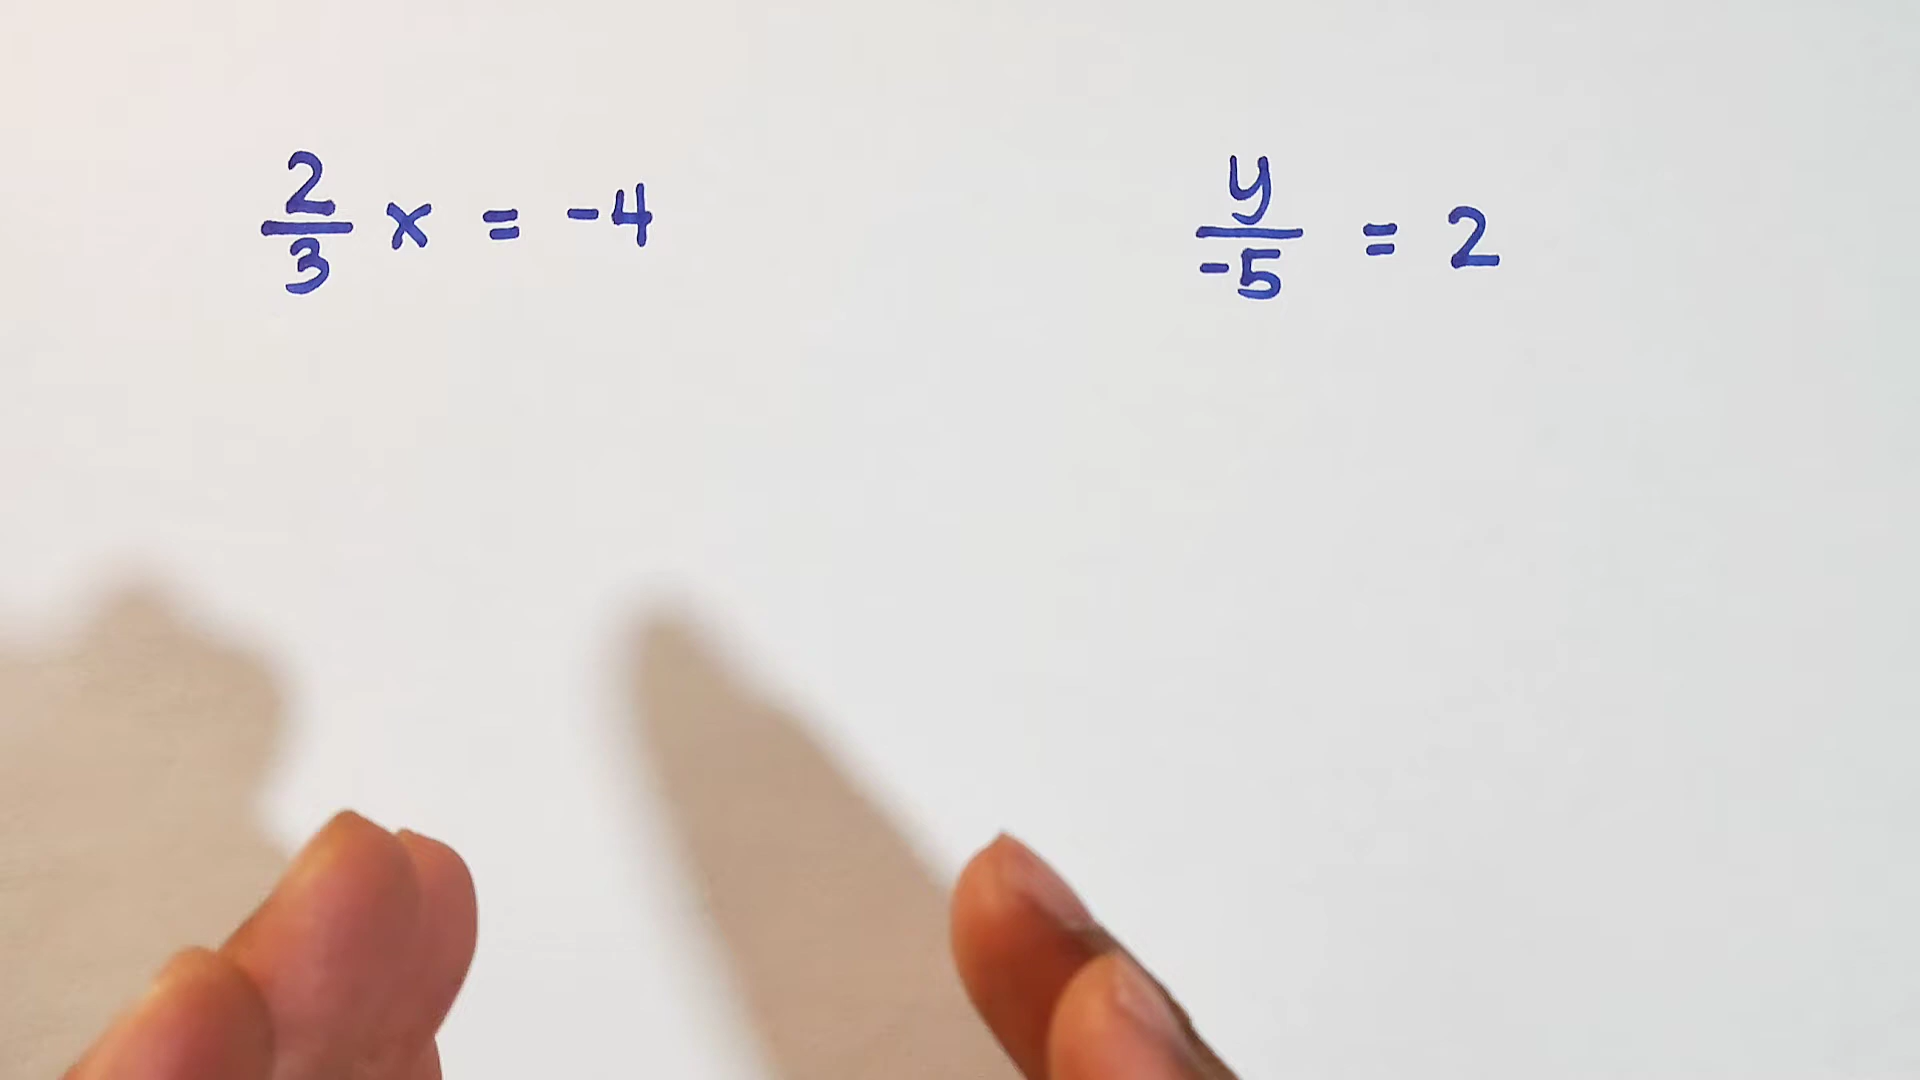 2/3 x = -4
y/-5 = 2